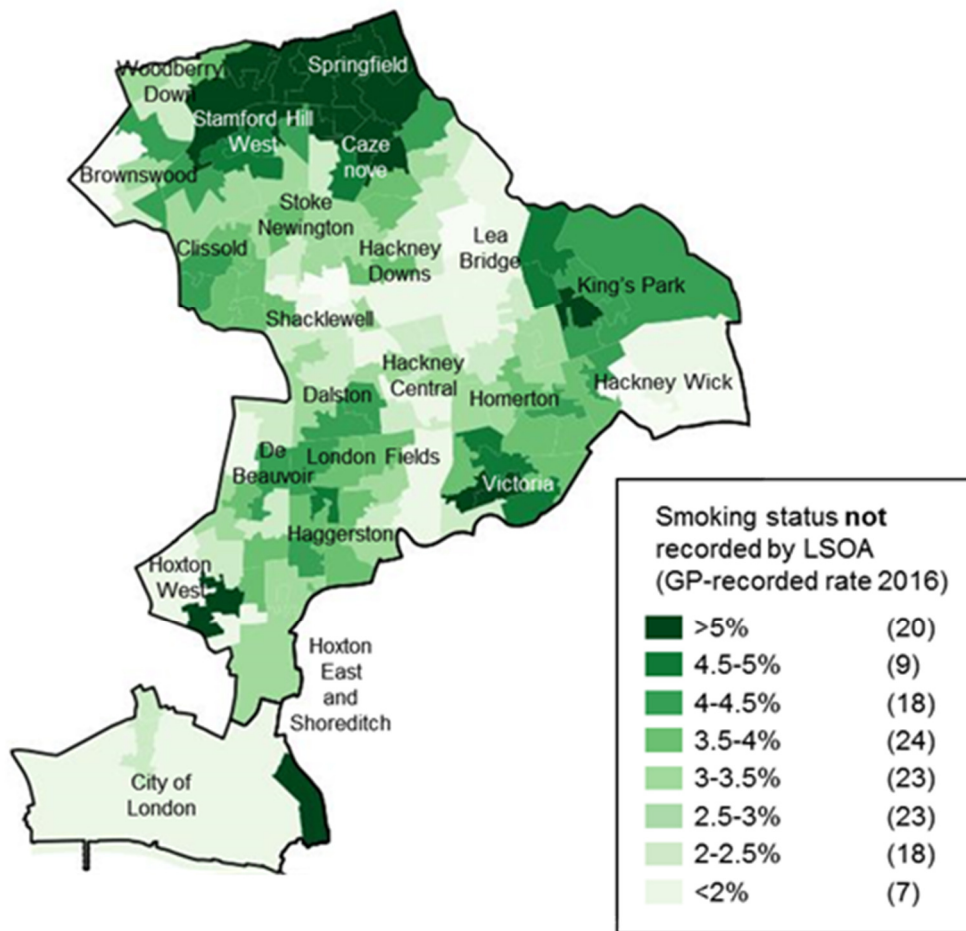 Springfield
Woodberry
Down
Stamford Hill
West
Caze
nove
Brownswood
Stoke
Newington
Clissold
Hackney
Downs
Lea
Bridge
King's Park
Shacklewell
Hackney
Central
Hackney Wick
Dalston
Homerton
De
Beauvoir
London Fields
Victoria
Haggerston
Hoxton
West
Hoxton
East
and
Shoreditch
City of
London
Smoking status not
recorded by LSOA
(GP-recorded rate 2016)
>5% (20)
4.5-5% (9)
4-4.5% (18)
3.5-4% (24)
3-3.5% (23)
2.5-3% (23)
2-2.5% (18)
<2% (7)